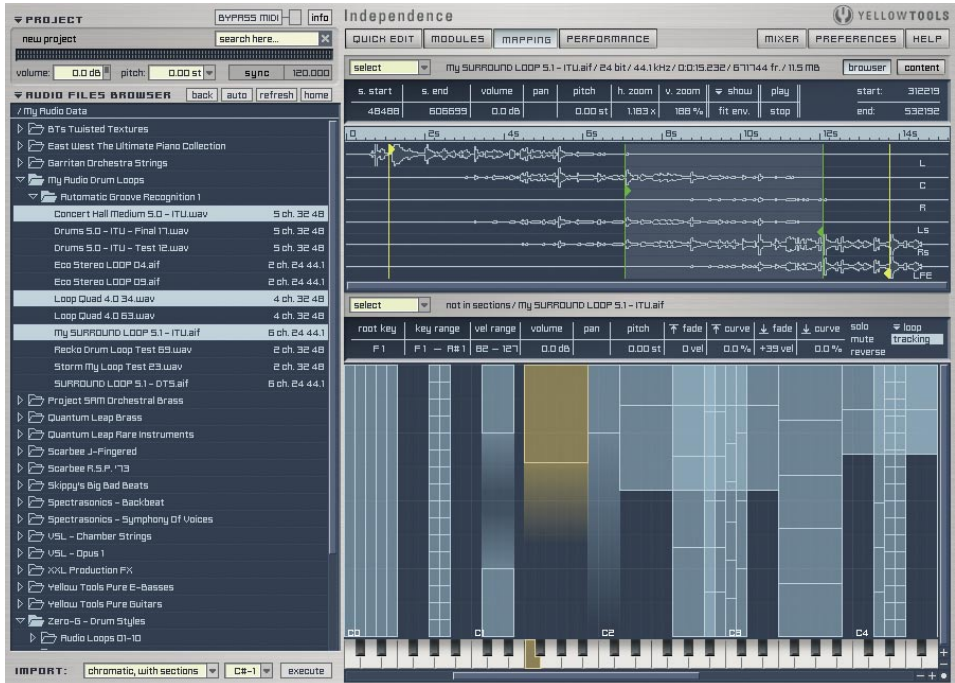 PROJECT
BYPASS MIDI
info
new project
search here...
volume: 0.0 dB pitch: 0.00 st sync 120.000
AUDIO FILES BROWSER back auto refresh home
/ My Audio Data
BTs Twisted Textures
East West The Ultimate Piano Collection
Garritan Orchestra Strings
My Audio Drum Loops
Automatic Groove Recognition 1
Concert Hall Medium 5.0 - ITU.wav 5 ch. 32 48
Drums 5.0 - ITU - Final 17.wav 5 ch. 32 48
Drums 5.0 - ITU - Test 12.wav 5 ch. 32 48
Eco Stereo LOOP 04.aif 2 ch. 24 44.1
Eco Stereo LOOP 09.aif 2 ch. 24 44.1
Loop Quad 4.0 34.wav 4 ch. 32 48
Loop Quad 4.0 63.wav 4 ch. 32 48
My SURROUND LOOP 5.1 - ITU.aif 6 ch. 24 44.1
Recko Drum Loop Test 69.wav 2 ch. 32 48
Storm My Loop Test 23.wav 2 ch. 32 48
SURROUND LOOP 5.1 - DTS.aif 6 ch. 24 44.1
Project SAM Orchestral Brass
Quantum Leap Brass
Quantum Leap Rare Instruments
Scarbee J-Fingered
Scarbee R.S.P. '73
Skippy's Big Bad Beats
Spectrasonics - Backbeat
Spectrasonics - Symphony Of Voices
VSL - Chamber Strings
VSL - Opus 1
XXL Production FX
Yellow Tools Pure E-Basses
Yellow Tools Pure Guitars
Zero-G - Drum Styles
Audio Loops 01-10
IMPORT: chromatic, with sections C#-1 execute
Independence
YELLOWTOOLS
QUICK EDIT MODULES MAPPING PERFORMANCE MIXER PREFERENCES HELP
select My SURROUND LOOP 5.1 - ITU.aif / 24 bit / 44.1 kHz / 0:0:15.232 / 671744 fr. / 11.5 MB browser content
s. start s. end volume pan pitch h. zoom v. zoom show play start: 312219
48488 606699 0.0 dB 0.00 st 1.183 x 188 % fit env. stop end: 532192
0 2s 4s 6s 8s 10s 12s 14s
L
C
R
Ls
Rs
LFE
select not in sections / My SURROUND LOOP 5.1 - ITU.aif
root key key range vel range volume pan pitch fade curve fade curve solo loop
mute tracking
F1 F1 - A#1 82 - 127 0.0 dB 0.00 st 0 vel 0.0 % +39 vel 0.0 % reverse
C0 C1 C2 C3 C4